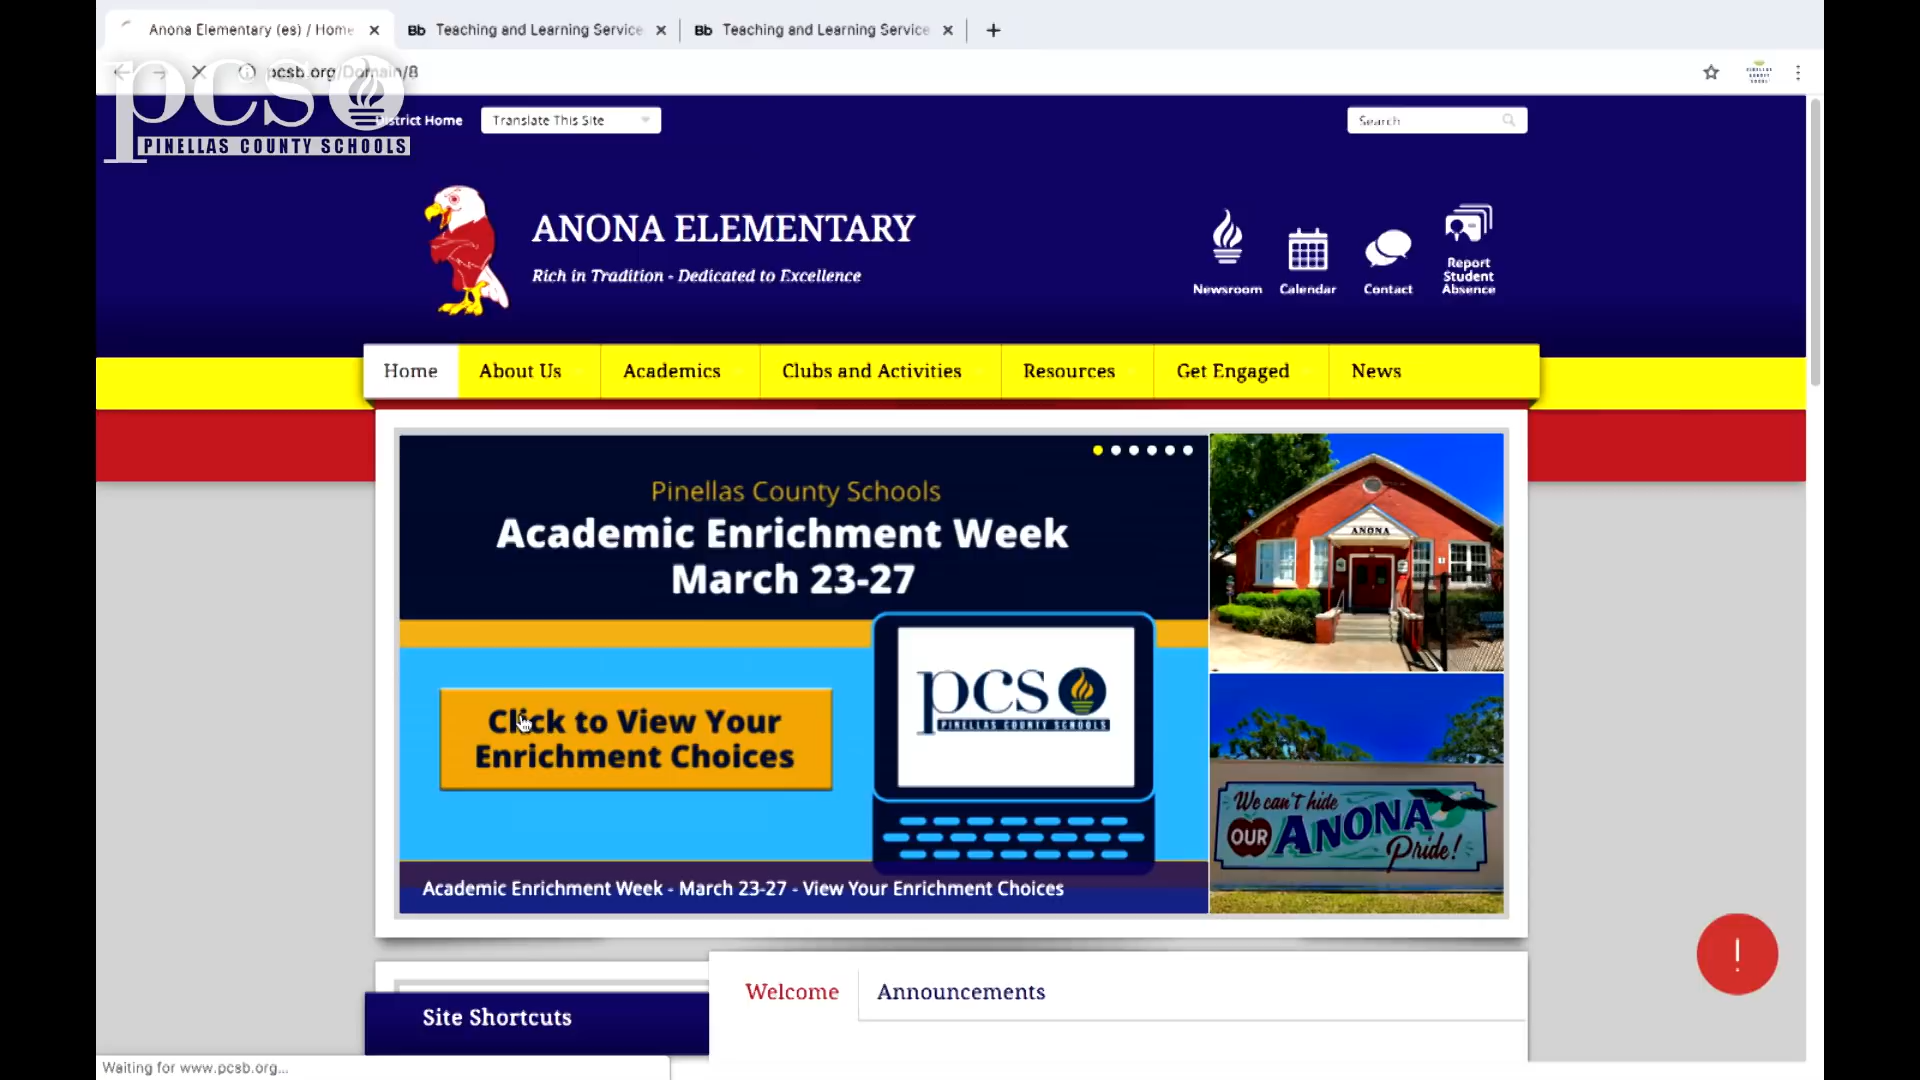 Anona Elementary (es) / Home
Bb Teaching and Learning Service
Bb Teaching and Learning Service
pcsb.org/Domain/8
pcs
PINELLAS COUNTY SCHOOLS
District Home
Translate This Site
Search
ANONA ELEMENTARY
Rich in Tradition - Dedicated to Excellence
Newsroom
Calendar
Contact
Report
Student
Absence
Home
About Us
Academics
Clubs and Activities
Resources
Get Engaged
News
Pinellas County Schools
Academic Enrichment Week
March 23-27
Click to View Your
Enrichment Choices
pcs
PINELLAS COUNTY SCHOOLS
Academic Enrichment Week - March 23-27 - View Your Enrichment Choices
ANONA
We can't hide
OUR ANONA
Pride!
!
Site Shortcuts
Welcome
Announcements
Waiting for www.pcsb.org...